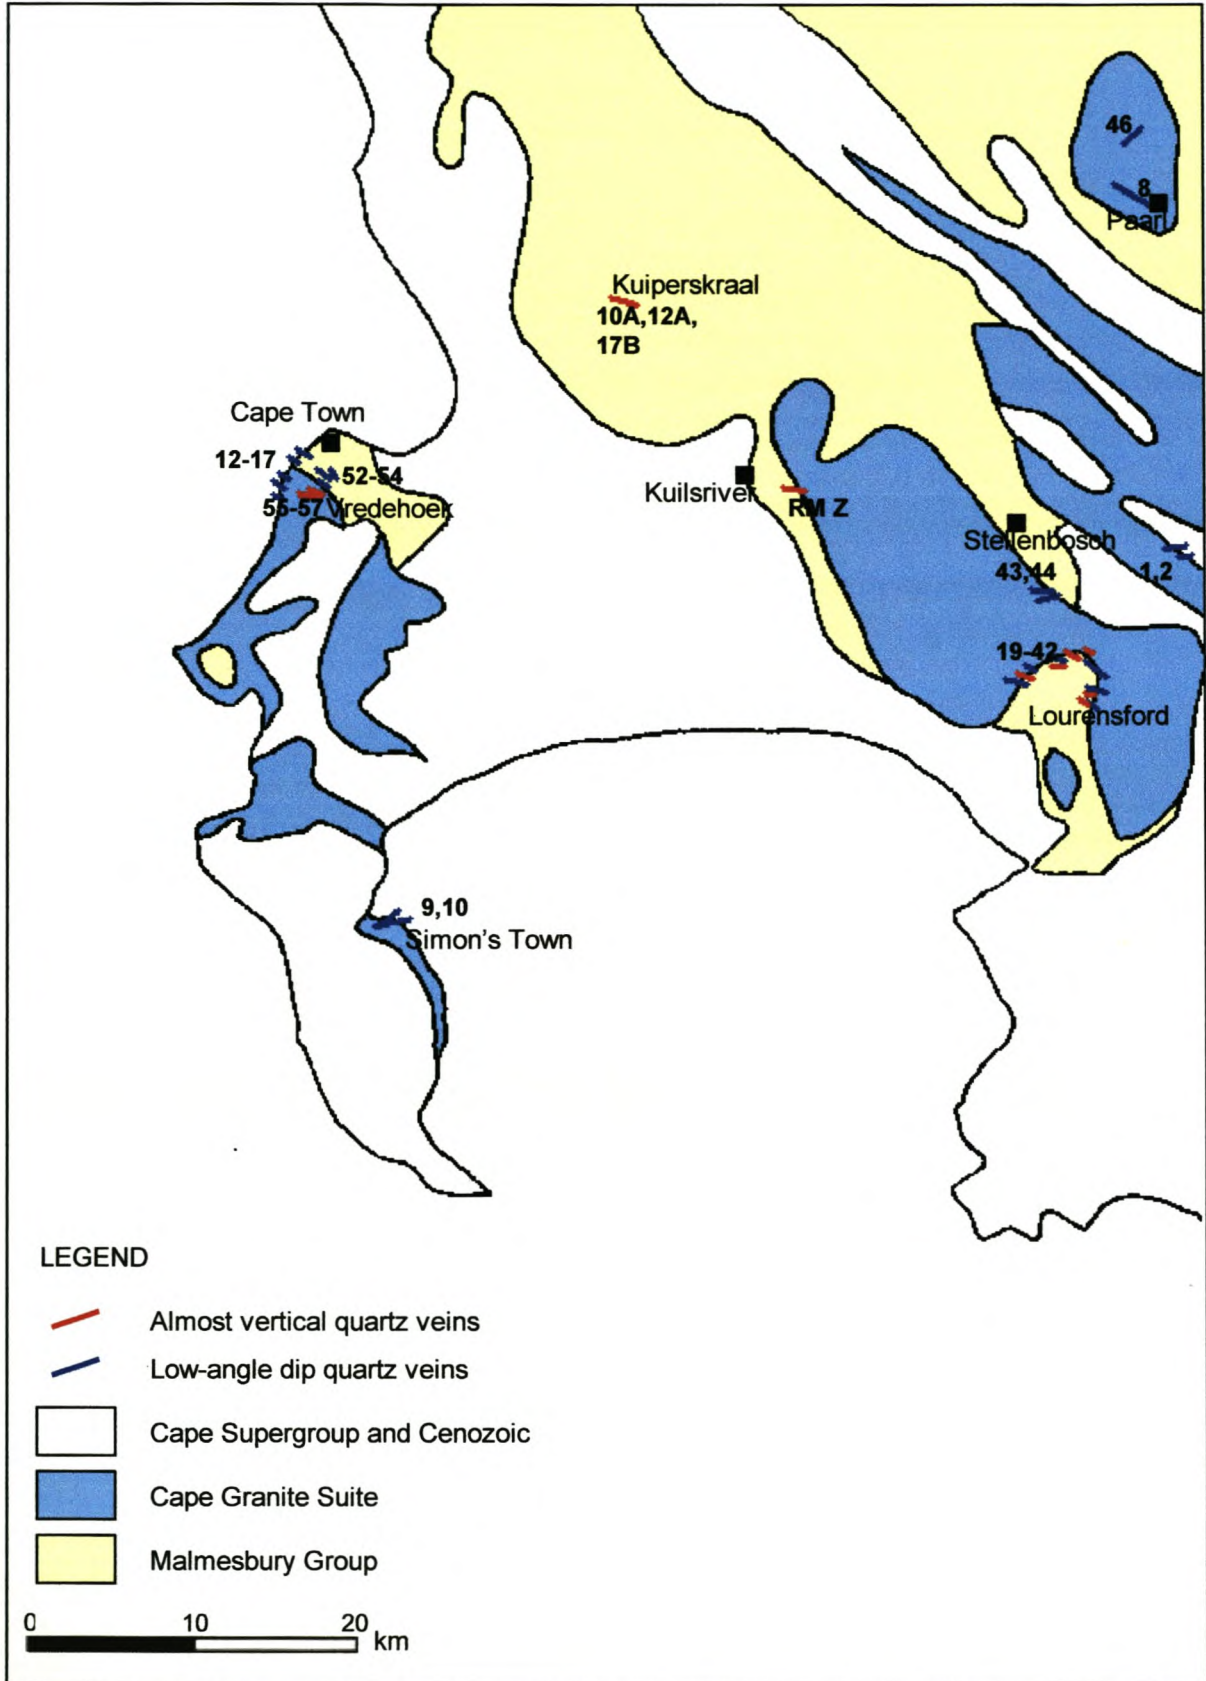 46
8
Paarl
Kuiperskraal
10A,12A,
17B
Cape Town
12-17
52-54
55-57 Vredehoek
Kuilsriver
RM Z
Stellenbosch
43,44
1,2
19-42
Lourensford
9,10
Simon's Town
LEGEND
Almost vertical quartz veins
Low-angle dip quartz veins
Cape Supergroup and Cenozoic
Cape Granite Suite
Malmesbury Group
0 10 20 km